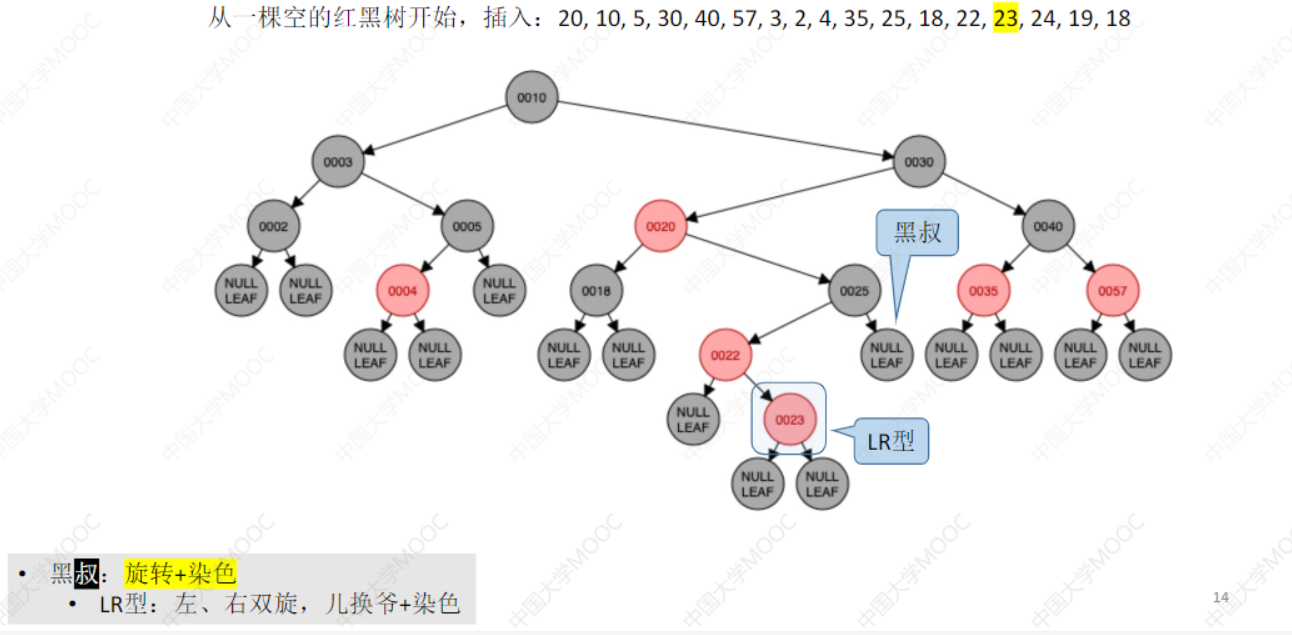 从一棵空的红黑树开始，插入：20, 10, 5, 30, 40, 57, 3, 2, 4, 35, 25, 18, 22, 23, 24, 19, 18
0010
0003
0030
0002
0005
0020
黑叔
0040
NULL LEAF
NULL LEAF
0004
NULL LEAF
0018
0025
0035
0057
NULL LEAF
NULL LEAF
NULL LEAF
NULL LEAF
0022
NULL LEAF
NULL LEAF
NULL LEAF
NULL LEAF
NULL LEAF
NULL LEAF
0023
LR型
NULL LEAF
NULL LEAF
• 黑叔：旋转+染色
• LR型：左、右双旋，儿换爷+染色
14
中国大学MOOC